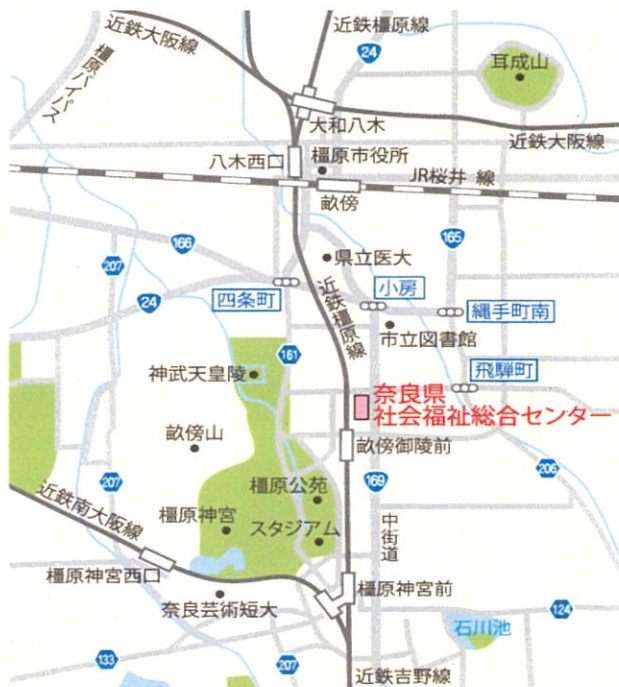 近鉄大阪線
近鉄橿原線
24
耳成山
橿原バイパス
大和八木
近鉄大阪線
八木西口
橿原市役所
JR桜井 線
畝傍
166
165
207
県立医大
24
四条町
小房
縄手町南
近鉄橿原線
市立図書館
161
飛騨町
神武天皇陵
奈良県
社会福祉総合センター
畝傍山
畝傍御陵前
206
207
橿原公苑
169
近鉄南大阪線
橿原神宮
スタジアム
中街道
橿原神宮西口
橿原神宮前
奈良芸術短大
124
石川池
133
207
近鉄吉野線